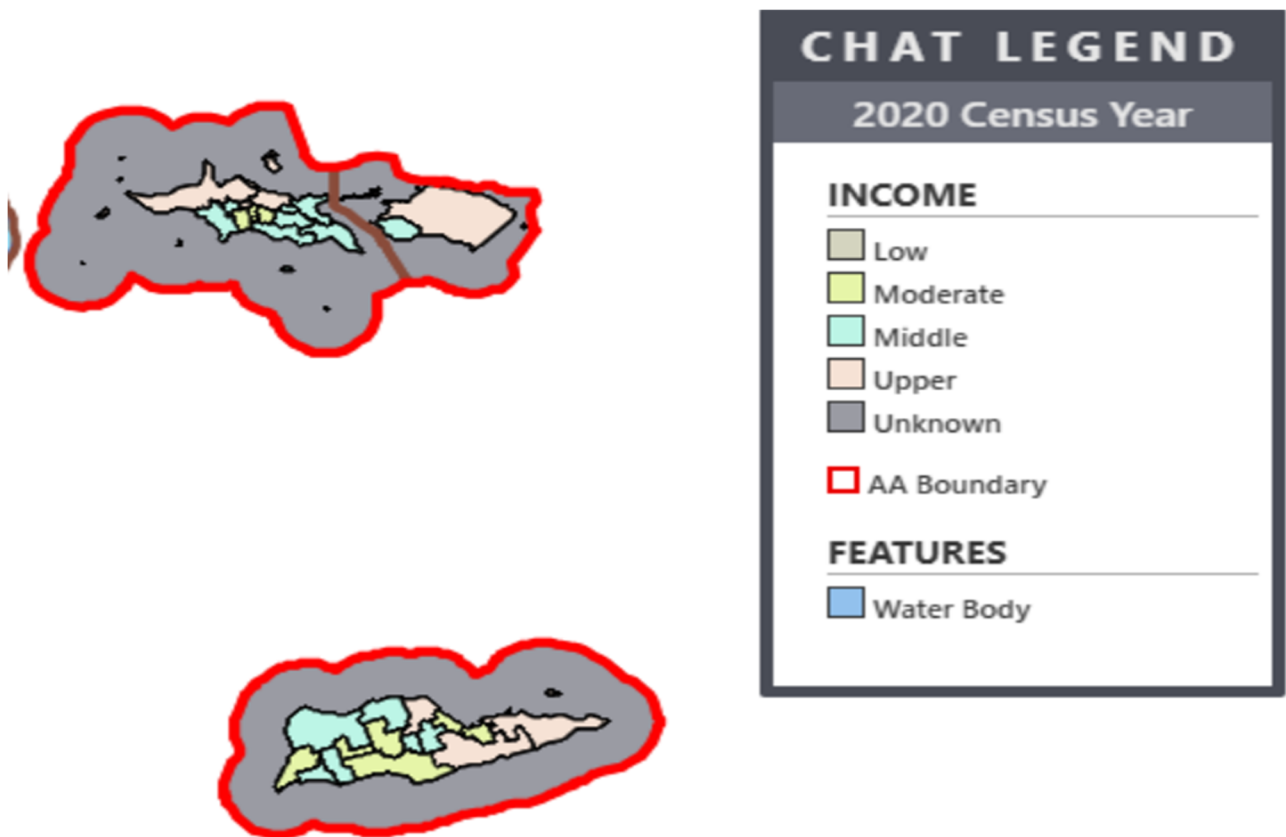 CHAT LEGEND
2020 Census Year
INCOME
Low
Moderate
Middle
Upper
Unknown
AA Boundary
FEATURES
Water Body